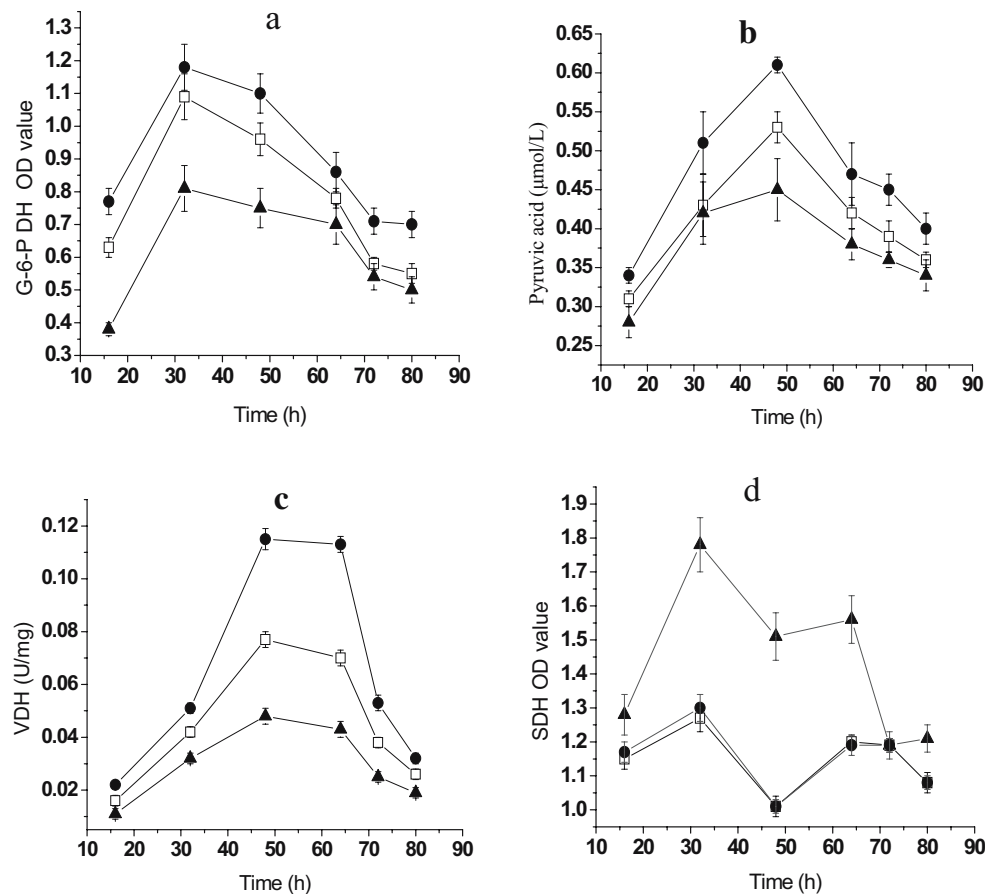 a
G-6-P DH OD value
1.3
1.2
1.1
1.0
0.9
0.8
0.7
0.6
0.5
0.4
0.3
10 20 30 40 50 60 70 80 90
Time (h)
b
Pyruvic acid (μmol/L)
0.65
0.60
0.55
0.50
0.45
0.40
0.35
0.30
0.25
10 20 30 40 50 60 70 80 90
Time (h)
c
VDH (U/mg)
0.12
0.10
0.08
0.06
0.04
0.02
10 20 30 40 50 60 70 80 90
Time (h)
d
SDH OD value
1.9
1.8
1.7
1.6
1.5
1.4
1.3
1.2
1.1
1.0
10 20 30 40 50 60 70 80 90
Time (h)